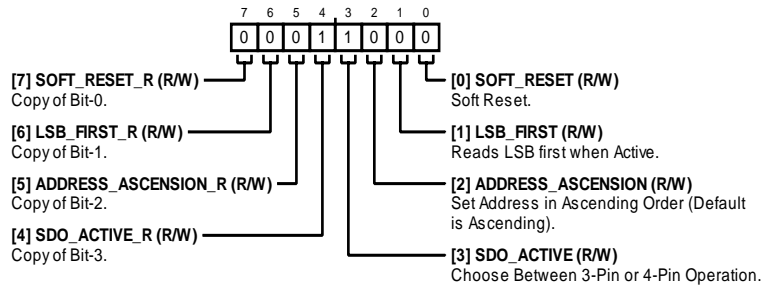 7 6 5 4 3 2 1 0
0 0 0 1 1 0 0 0
[7] SOFT_RESET_R (R/W)
Copy of Bit-0.
[6] LSB_FIRST_R (R/W)
Copy of Bit-1.
[5] ADDRESS_ASCENSION_R (R/W)
Copy of Bit-2.
[4] SDO_ACTIVE_R (R/W)
Copy of Bit-3.
[0] SOFT_RESET (R/W)
Soft Reset.
[1] LSB_FIRST (R/W)
Reads LSB first when Active.
[2] ADDRESS_ASCENSION (R/W)
Set Address in Ascending Order (Default
is Ascending).
[3] SDO_ACTIVE (R/W)
Choose Between 3-Pin or 4-Pin Operation.